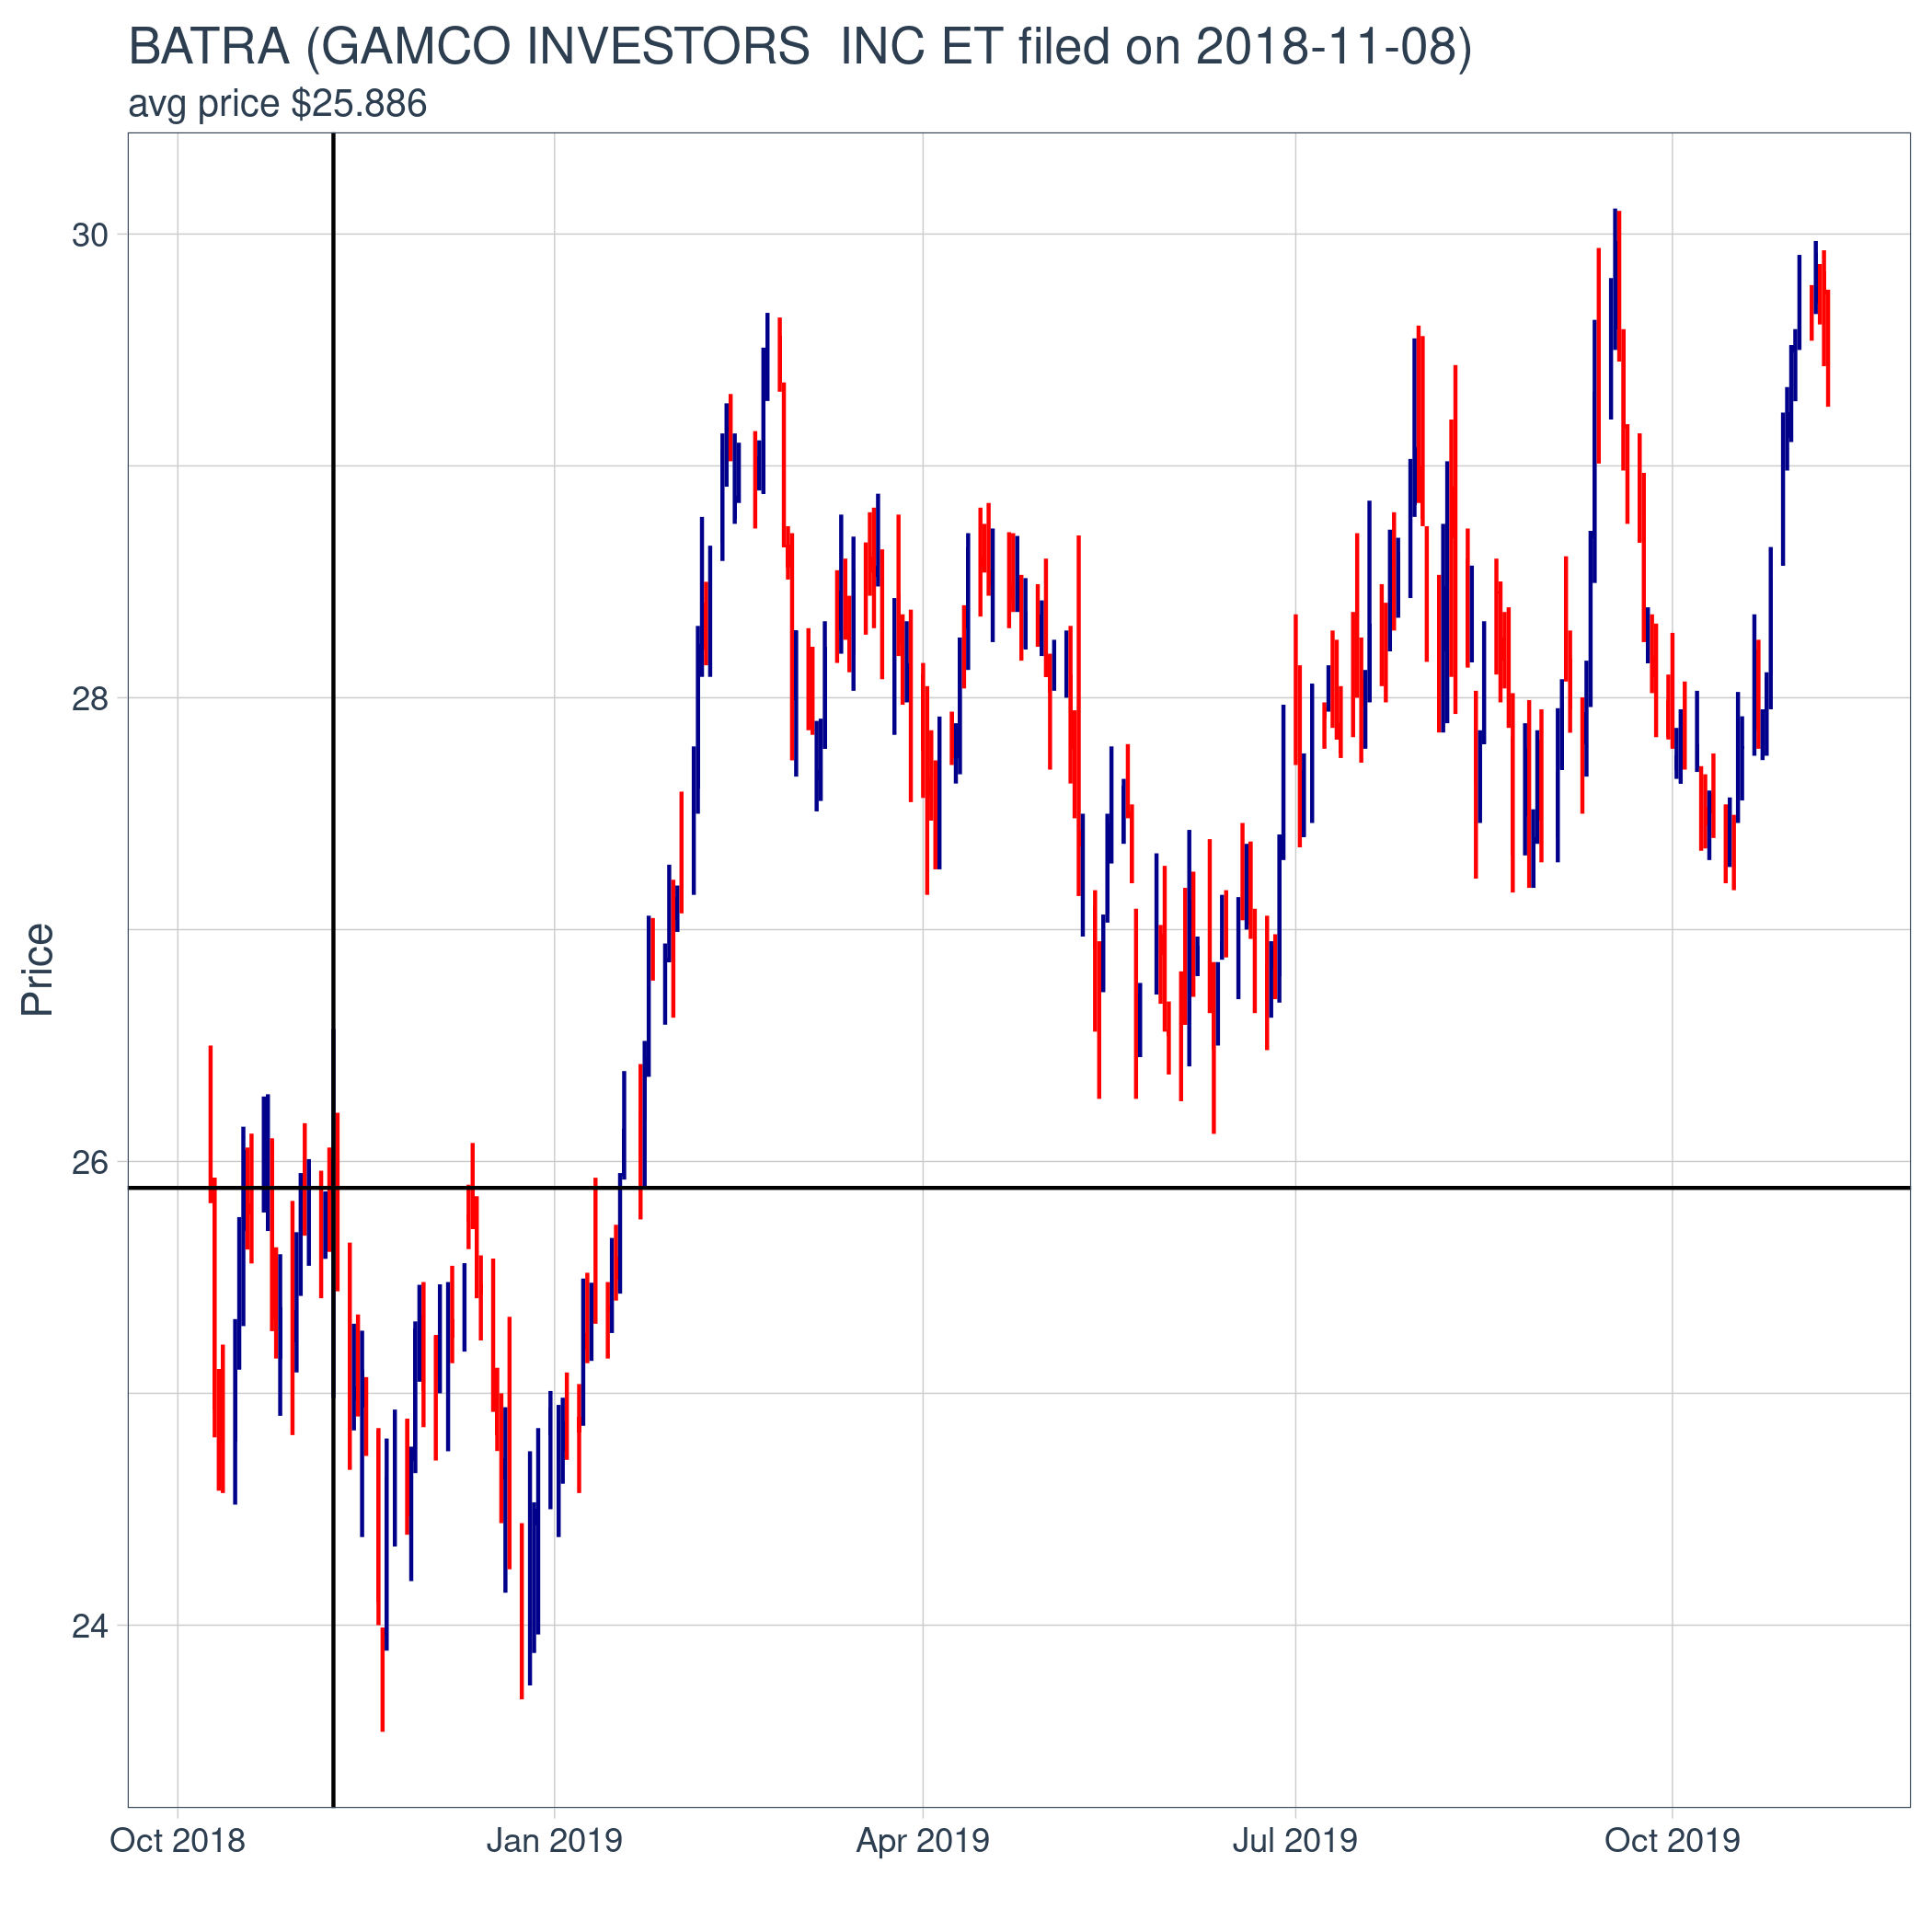 BATRA (GAMCO INVESTORS  INC ET filed on 2018-11-08)
avg price $25.886
30
28
Price
26
24
Oct 2018 Jan 2019 Apr 2019 Jul 2019 Oct 2019